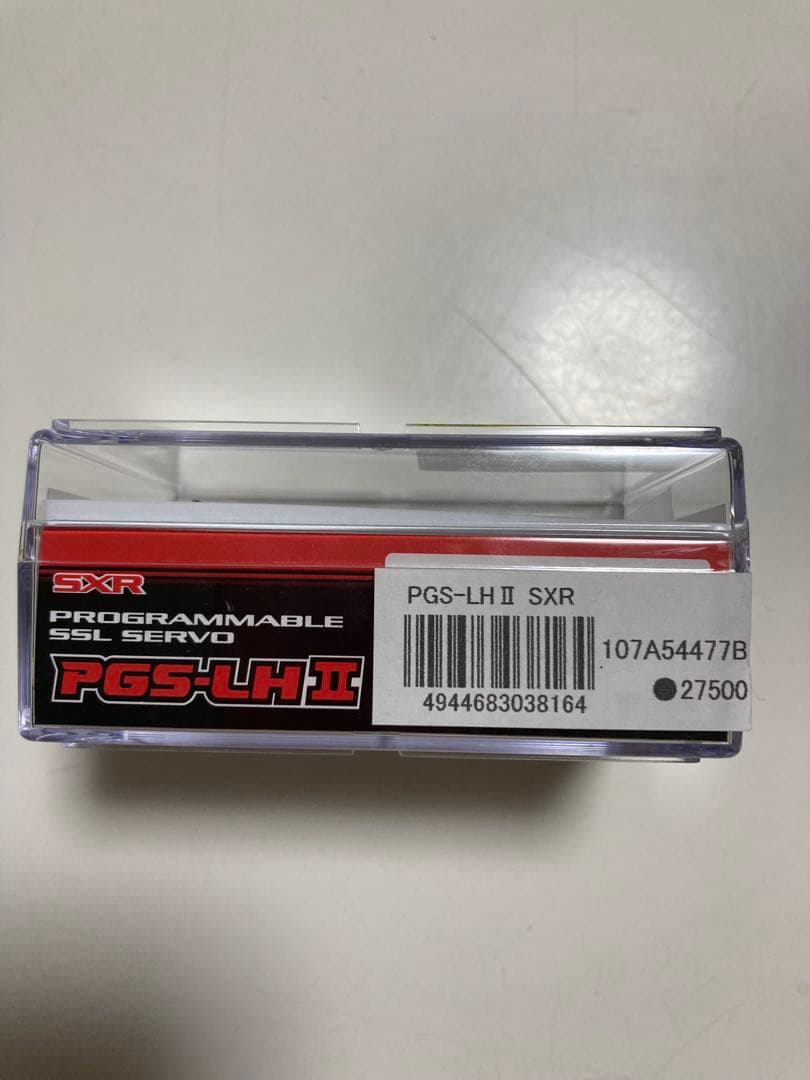 SXR
PROGRAMMABLE
SSL SERVO
PGS-LHⅡ
PGS-LHⅡ SXR
4944683038164
107A54477B
●27500